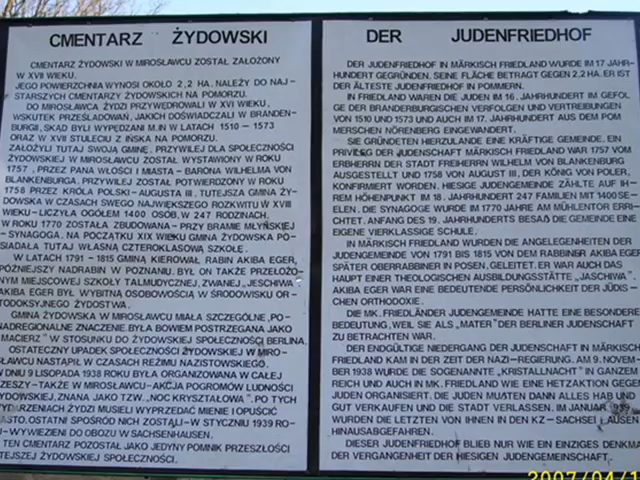 CMENTARZ ŻYDOWSKI
CMENTARZ ŻYDOWSKI W MIROSŁAWCU ZOSTAŁ ZAŁOŻONY
W XVII WIEKU.
JEGO POWIERZCHNIA WYNOSI OKOŁO 2,2 HA. NALEŻY DO NAJ-
STARSZYCH CMENTARZY ŻYDOWSKICH NA POMORZU.
DO MIROSŁAWCA ŻYDZI PRZYWĘDROWALI W XVI WIEKU,
WSKUTEK PRZEŚLADOWAŃ, JAKICH DOŚWIADCZALI W BRANDEN-
BURGII, SKĄD BYLI WYPĘDZANI M.IN W LATACH 1510 – 1573
ORAZ W XVII STULECIU Z IŃSKA NA POMORZU.
ZAŁOŻYLI TUTAJ SWOJĄ GMINĘ. PRZYWILEJ DLA SPOŁECZNOŚCI
ŻYDOWSKIEJ W MIROSŁAWCU ZOSTAŁ WYSTAWIONY W ROKU
1757, PRZEZ PANA WŁOŚCI I MIASTA – BARONA WILHELMA VON
BLANKENBURGA. PRZYWILEJ ZOSTAŁ POTWIERDZONY W ROKU
1758 PRZEZ KRÓLA POLSKI – AUGUSTA III. TUTEJSZA GMINA ŻY-
DOWSKA W CZASACH SWEGO NAJWIĘKSZEGO ROZKWITU W XVIII
WIEKU – LICZYŁA OGÓŁEM 1400 OSÓB, W 247 RODZINACH.
W ROKU 1770 ZOSTAŁA ZBUDOWANA – PRZY BRAMIE MŁYŃSKIEJ
– SYNAGOGA. NA POCZĄTKU XIX WIEKU GMINA ŻYDOWSKA PO-
SIADAŁA TUTAJ WŁASNĄ CZTEROKLASOWĄ SZKOŁĘ.
W LATACH 1791 – 1815 GMINĄ KIEROWAŁ, RABIN AKIBA EGER,
PÓŹNIEJSZY NADRABIN W POZNANIU. BYŁ ON TAKŻE PRZEŁOŻO-
NYM MIEJSCOWEJ SZKOŁY TALMUDYCZNEJ, ZWANEJ „JESCHIWA”
AKIBA EGER BYŁ WYBITNĄ OSOBOWOŚCIĄ W ŚRODOWISKU OR-
TODOKSYJNEGO ŻYDOSTWA.
GMINA ŻYDOWSKA W MIROSŁAWCU MIAŁA SZCZEGÓLNE „PO-
NADREGIONALNE ZNACZENIE. BYŁA BOWIEM POSTRZEGANA JAKO
MACIERZ” W STOSUNKU DO ŻYDOWSKIEJ SPOŁECZNOŚCI BERLINA.
OSTATECZNY UPADEK SPOŁECZNOŚCI ŻYDOWSKIEJ W MIRO-
SŁAWCU NASTĄPIŁ W CZASACH REŻIMU NAZISTOWSKIEGO.
W DNIU 9 LISTOPADA 1938 ROKU BYŁA ORGANIZOWANA W CAŁEJ
RZESZY – TAKŻE W MIROSŁAWCU – AKCJA POGROMÓW LUDNOŚCI
ŻYDOWSKIEJ, ZNANA JAKO TZW. „NOC KRYSZTAŁOWA”. PO TYCH
WYDARZENIACH ŻYDZI MUSIELI WYPRZEDAĆ MIENIE I OPUŚCIĆ
MIASTO. OSTATNI SPOŚRÓD NICH ZOSTALI – W STYCZNIU 1939 RO-
– WYWIEZIENI DO OBOZU W SACHSENHAUSEN.
TEN CMENTARZ POZOSTAŁ JAKO JEDYNY POMNIK PRZESZŁOŚCI
TUTEJSZEJ SPOŁECZNOŚCI ŻYDOWSKIEJ.
DER JUDENFRIEDHOF
DER JUDENFRIEDHOF IN MÄRKISCH FRIEDLAND WURDE IM 17 JAHR-
HUNDERT GEGRÜNDEN. SEINE FLÄCHE BETRAGT GEGEN 2,2 HA. ER IST
DER ÄLTESTE JUDENFRIEDHOF IN POMMERN.
IN FRIEDLAND WAREN DIE JUDEN IM 16. JAHRHUNDERT IM GEFOL
GE DER BRANDERBURGISCHEN VERFOLGEN UND VERTREIBUNGEN
VON 1510 UND 1573 UND AUCH IM 17. JAHRHUNDERT AUS DEM POM
MERSCHEN NÖRENBERG EINGEWANDERT.
SIE GRÜNDETEN HIERZULANDE EINE KRÄFTIGE GEMEINDE. EIN
PRIVILEG DER JUDENSCHAFT MÄRKISCH FRIEDLAND WAR 1757 VOM
ERBHERRN DER STADT FREIHERRN WILHELM VON BLANKENBURG
AUSGESTELLT UND 1758 VON AUGUST III, DER KÖNIG VON POLER,
KONFIRMIERT WORDEN. HIESIGE JUDENGEMEINDE ZÄHLTE AUF IH-
REM HÖHENPUNKT IM 18. JAHRHUNDERT 247 FAMILIEN MIT 1400 SE-
ELEN. DIE SYNAGOGE WURDE IM 1770 JAHRE AM MÜHLENTOR ERRI-
CHTET. ANFANG DES 19. JAHRHUNDERTS BESAß DIE GEMEINDE EINE
EIGENE VIERKLASSIGE SCHULE.
IN MÄRKISCH FRIEDLAND WURDEN DIE ANGELEGENHEITEN DER
JUDENGEMEINDE VON 1791 BIS 1815 VON DEM RABBINER AKIBA EGER,
SPÄTER OBERRABBINER IN POSEN, GELEITET. ER WAR AUCH DAS
HAUPT EINER THEOLOGISCHEN AUSBILDUNGSSTÄTTE „JASCHIWA”.
AKIBA EGER WAR EINE BEDEUTENDE PERSÖNLICHKEIT DER JÜDIS –
CHEN ORTHODOXIE.
DIE MK. FRIEDLÄNDER JUDENGEMEINDE HATTE EINE BESONDERE
BEDEUTUNG, WEIL SIE ALS „MATER” DER BERLINER JUDENSCHAFT
ZU BETRACHTEN WAR.
DER ENDGÜLTIGE NIEDERGANG DER JUDENSCHAFT IN MÄRKISCH
FRIEDLAND KAM IN DER ZEIT DER NAZI-REGIERUNG. AM 9. NOVEM-
BER 1938 WURDE DIE SOGENANNTE „KRISTALLNACHT” IN GANZEM
REICH UND AUCH IN MK. FRIEDLAND WIE EINE HETZAKTION GEGEN
JUDEN ORGANISIERT. DIE JUDEN MUßTEN DANN ALLES HAB UND
GUT VERKAUFEN UND DIE STADT VERLASSEN. IM JANUAR 1939
WURDEN DIE LETZTEN VON IHNEN IN DEN KZ – SACHSENHAUSEN
HINAUSGEFAHREN.
DIESER JUDENFRIEDHOF BLIEB NUR WIE EIN EINZIGES DENKMAL
DER VERGANGENHEIT DER HIESIGEN JUDENGEMEINSCHAFT.